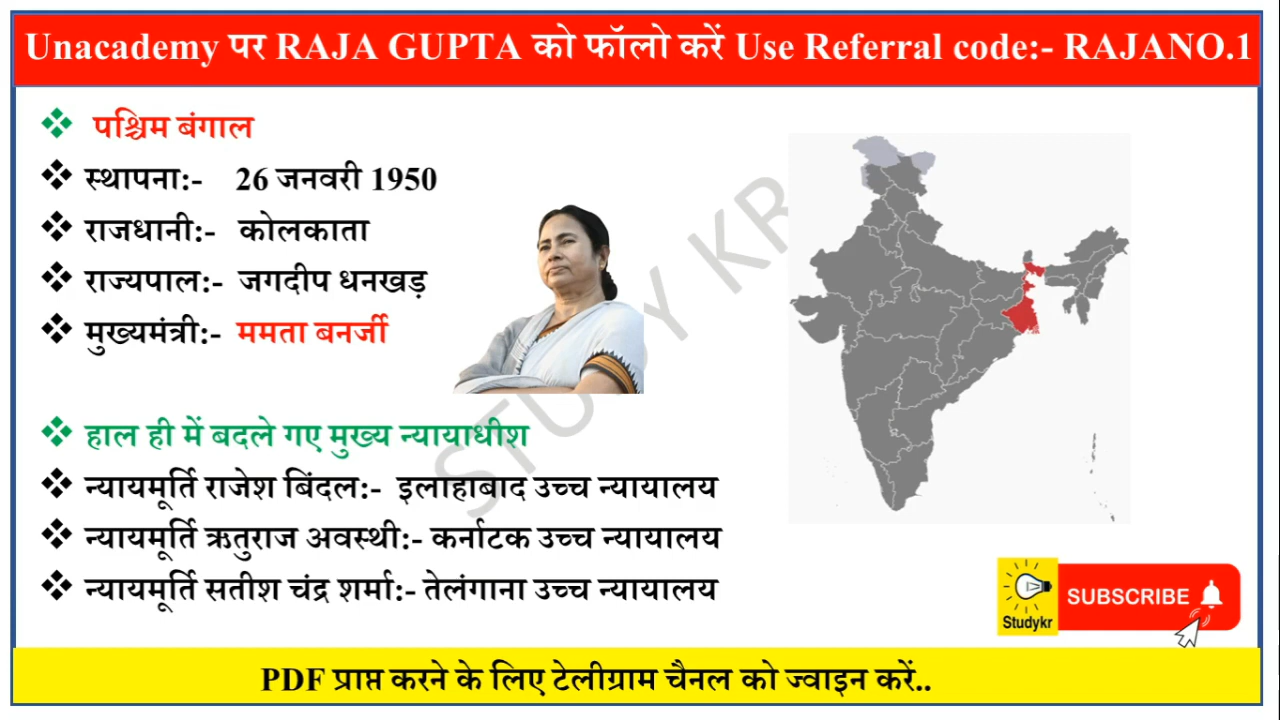 Unacademy पर RAJA GUPTA को फॉलो करें Use Referral code:- RAJANO.1
पश्चिम बंगाल
स्थापना:- 26 जनवरी 1950
राजधानी:- कोलकाता
राज्यपाल:- जगदीप धनखड़
मुख्यमंत्री:- ममता बनर्जी
STUDY KR
हाल ही में बदले गए मुख्य न्यायाधीश
न्यायमूर्ति राजेश बिंदल:- इलाहाबाद उच्च न्यायालय
न्यायमूर्ति ऋतुराज अवस्थी:- कर्नाटक उच्च न्यायालय
न्यायमूर्ति सतीश चंद्र शर्मा:- तेलंगाना उच्च न्यायालय
SUBSCRIBE
Studykr
PDF प्राप्त करने के लिए टेलीग्राम चैनल को ज्वाइन करें..